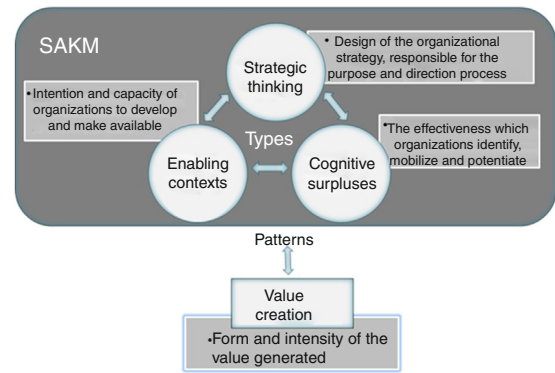 SAKM
Strategic
thinking
• Design of the organizational
strategy, responsible for the
purpose and direction process
•Intention and capacity of
organizations to develop
and make available
Types
Enabling
contexts
Cognitive
surpluses
•The effectiveness which
organizations identify,
mobilize and potentiate
Patterns
Value
creation
•Form and intensity of the
value generated